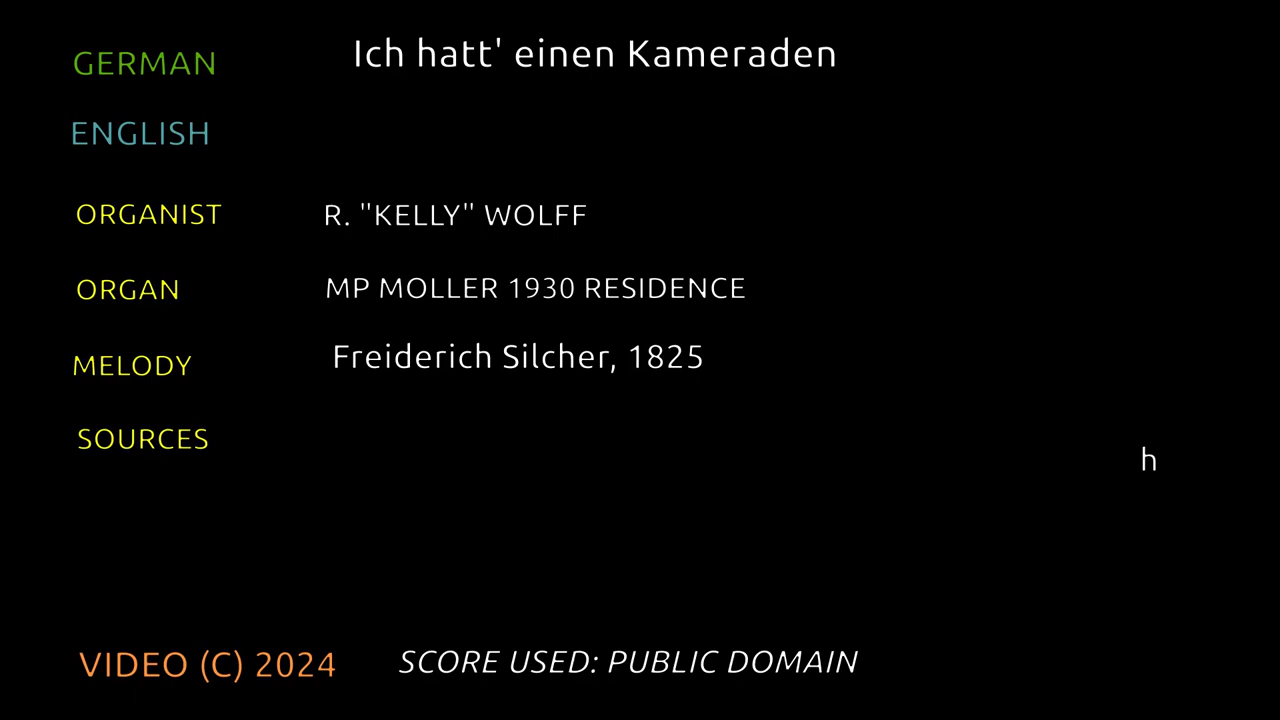 GERMAN Ich hatt' einen Kameraden
ENGLISH
ORGANIST R. "KELLY" WOLFF
ORGAN MP MOLLER 1930 RESIDENCE
MELODY Freiderich Silcher, 1825
SOURCES
h
VIDEO (C) 2024 SCORE USED: PUBLIC DOMAIN